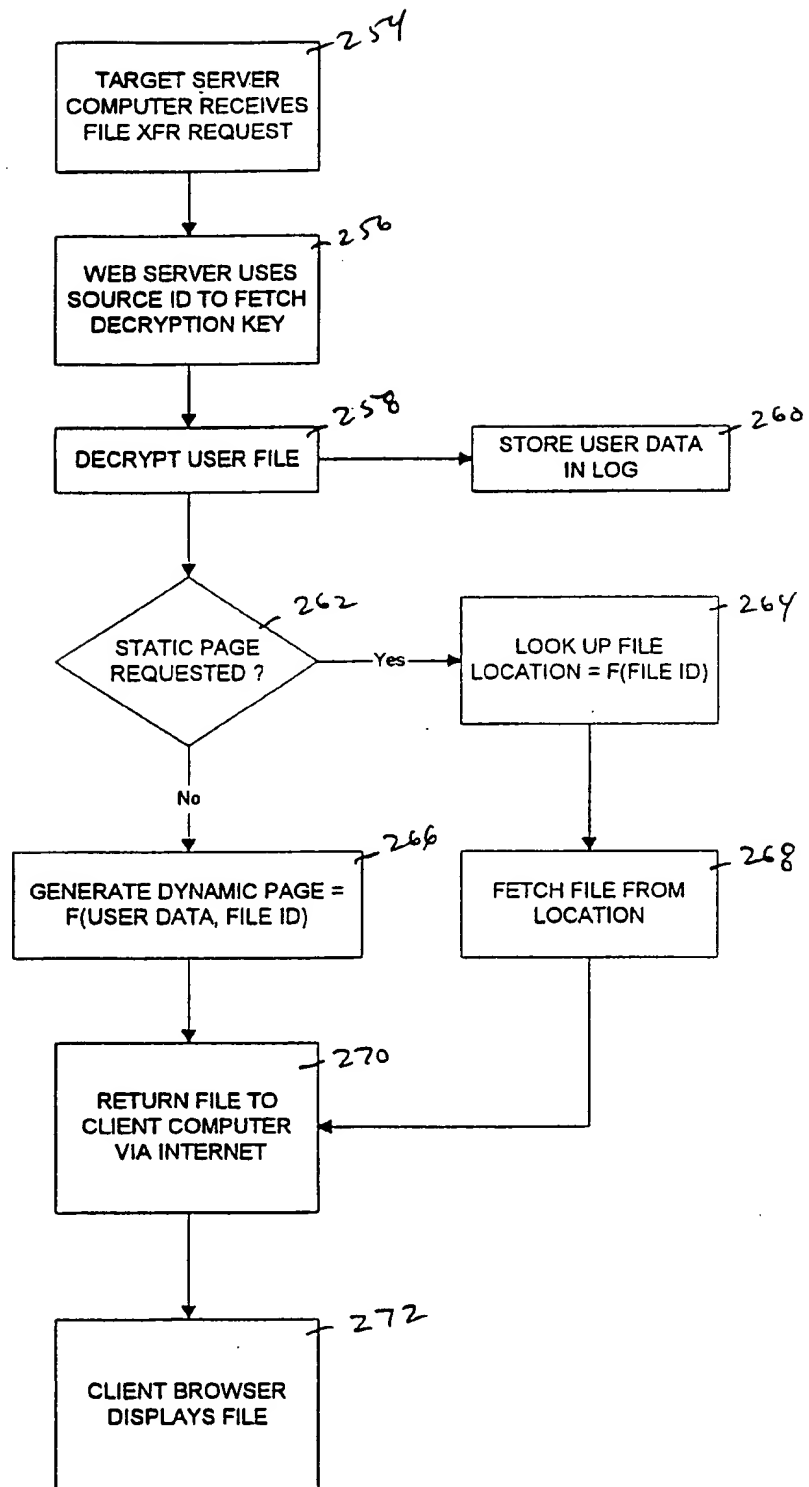 254
TARGET SERVER
COMPUTER RECEIVES
FILE XFR REQUEST
256
WEB SERVER USES
SOURCE ID TO FETCH
DECRYPTION KEY
258
DECRYPT USER FILE
260
STORE USER DATA
IN LOG
262
STATIC PAGE
REQUESTED ?
Yes
264
LOOK UP FILE
LOCATION = F(FILE ID)
No
266
GENERATE DYNAMIC PAGE =
F(USER DATA, FILE ID)
268
FETCH FILE FROM
LOCATION
270
RETURN FILE TO
CLIENT COMPUTER
VIA INTERNET
272
CLIENT BROWSER
DISPLAYS FILE